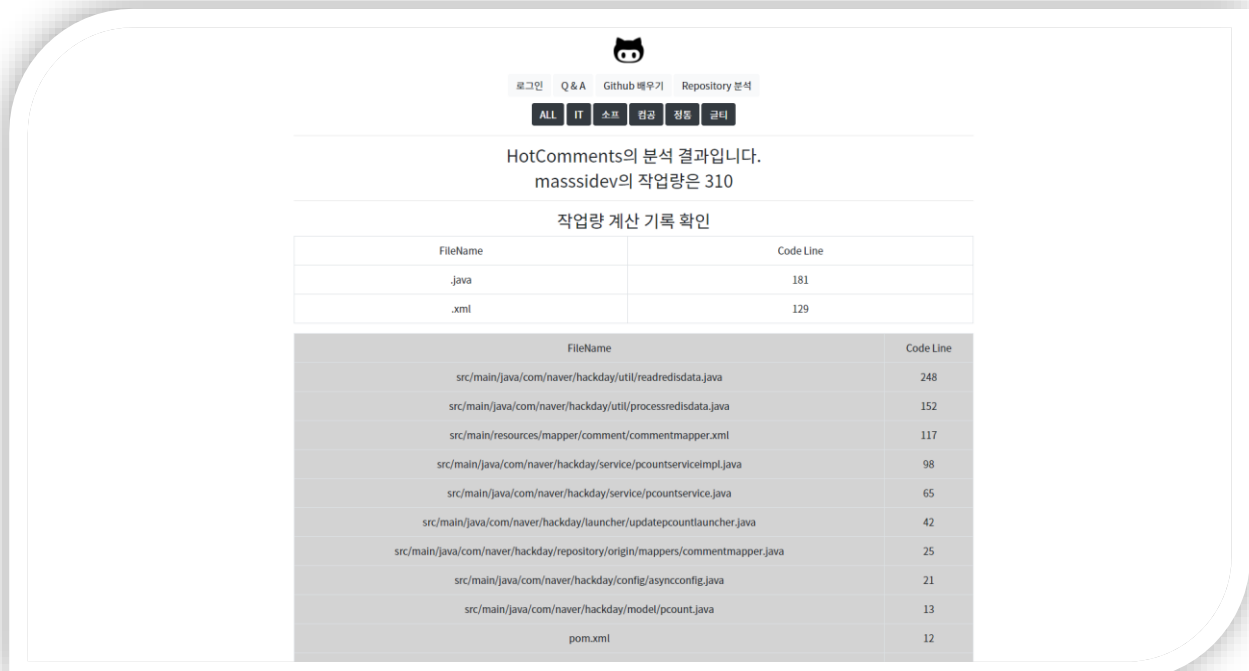 로그인 Q & A Github 배우기 Repository 분석
ALL IT 소프 컴공 정통 글티
HotComments의 분석 결과입니다.
masssidev의 작업량은 310
작업량 계산 기록 확인
FileName Code Line
.java 181
.xml 129
FileName Code Line
src/main/java/com/naver/hackday/util/readredisdata.java 248
src/main/java/com/naver/hackday/util/processredisdata.java 152
src/main/resources/mapper/comment/commentmapper.xml 117
src/main/java/com/naver/hackday/service/pcountserviceimpl.java 98
src/main/java/com/naver/hackday/service/pcountservice.java 65
src/main/java/com/naver/hackday/launcher/updatepcountlauncher.java 42
src/main/java/com/naver/hackday/repository/origin/mappers/commentmapper.java 25
src/main/java/com/naver/hackday/config/asyncconfig.java 21
src/main/java/com/naver/hackday/model/pcount.java 13
pom.xml 12